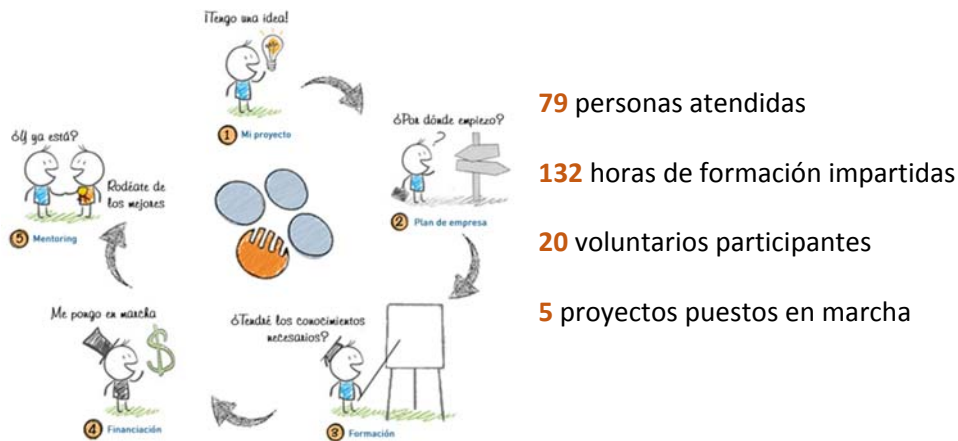 ¡Tengo una idea!
1 Mi proyecto
¿Por dónde empiezo?
?
2 Plan de empresa
¿Tendré los conocimientos
necesarios?
3 Formación
Me pongo en marcha
$
4 Financiación
¿Y ya está?
Rodéate de
los mejores
5 Mentoring
79 personas atendidas
132 horas de formación impartidas
20 voluntarios participantes
5 proyectos puestos en marcha